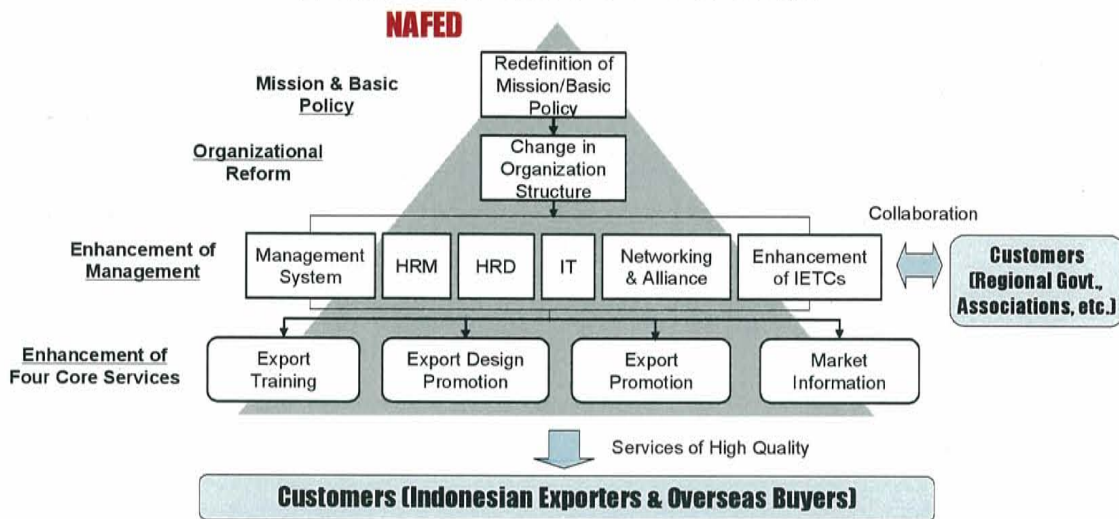 NAFED
Mission & Basic
Policy
Redefinition of
Mission/Basic
Policy
Organizational
Reform
Change in
Organization
Structure
Collaboration
Enhancement of
Management
Management
System
HRM
HRD
IT
Networking
& Alliance
Enhancement
of IETCs
Customers
(Regional Govt.,
Associations, etc.)
Enhancement of
Four Core Services
Export
Training
Export Design
Promotion
Export
Promotion
Market
Information
Services of High Quality
Customers (Indonesian Exporters & Overseas Buyers)